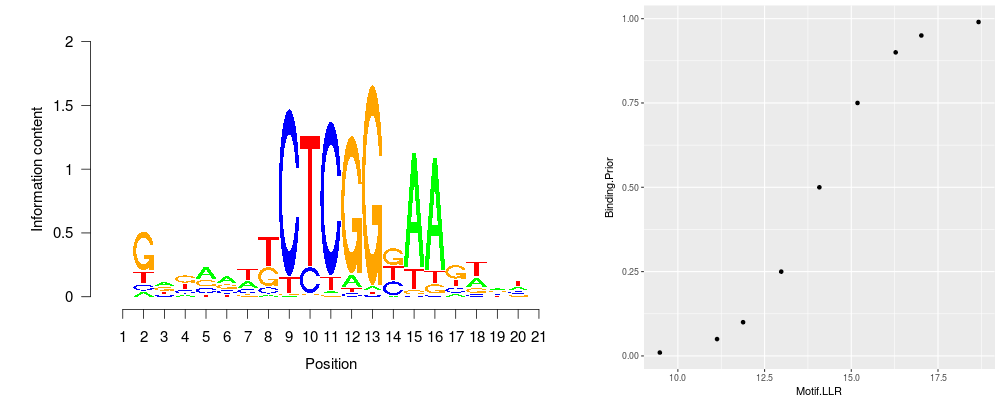 2
1.5
1
0.5
0
Information content
1 2 3 4 5 6 7 8 9 10 11 12 13 14 15 16 17 18 19 20 21
Position
G T
T G
C T
T C
C T
G A
G
G T C
A T
A T G
G
T A
1.00
0.75
0.50
0.25
0.00
Binding.Prior
10.0 12.5 15.0 17.5
Motif.LLR